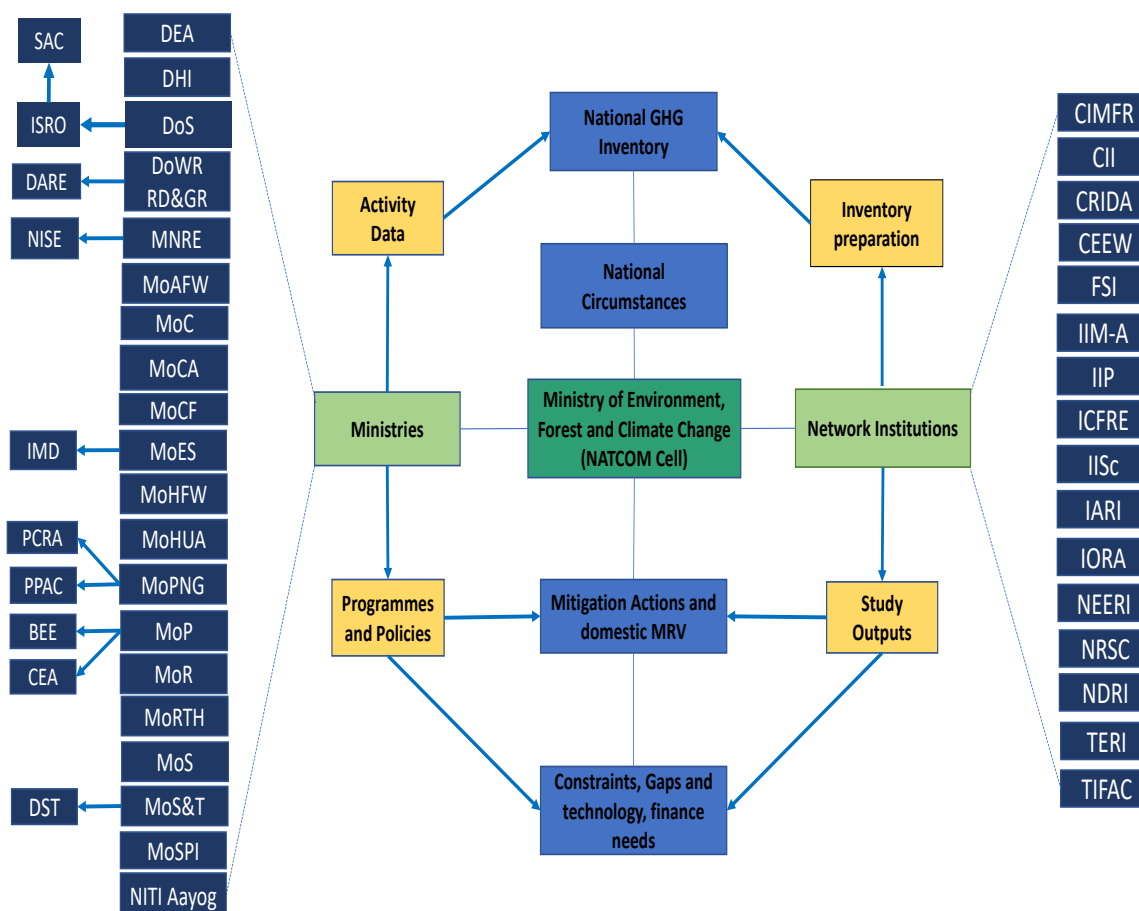 SAC
ISRO
DARE
NISE
IMD
PCRA
PPAC
BEE
CEA
DST
DEA
DHI
DoS
DoWR
RD&GR
MNRE
MoAFW
MoC
MoCA
MoCF
MoES
MoHFW
MoHUA
MoPNG
MoP
MoR
MoRTH
MoS
MoS&T
MoSPI
NITI Aayog
Activity
Data
Ministries
Programmes
and Policies
National GHG
Inventory
National
Circumstances
Ministry of Environment,
Forest and Climate Change
(NATCOM Cell)
Mitigation Actions and
domestic MRV
Constraints, Gaps and
technology, finance
needs
Inventory
preparation
Network Institutions
Study
Outputs
CIMFR
CII
CRIDA
CEEW
FSI
IIM-A
IIP
ICFRE
IISc
IARI
IORA
NEERI
NRSC
NDRI
TERI
TIFAC